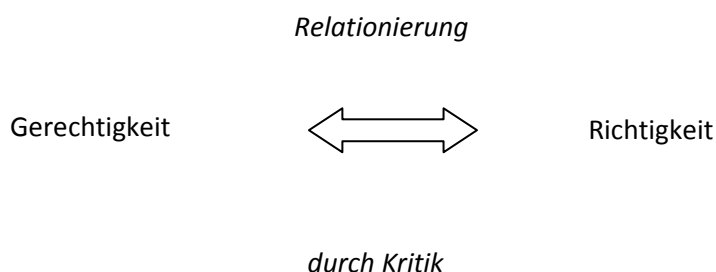 Relationierung
Gerechtigkeit
Richtigkeit
durch Kritik